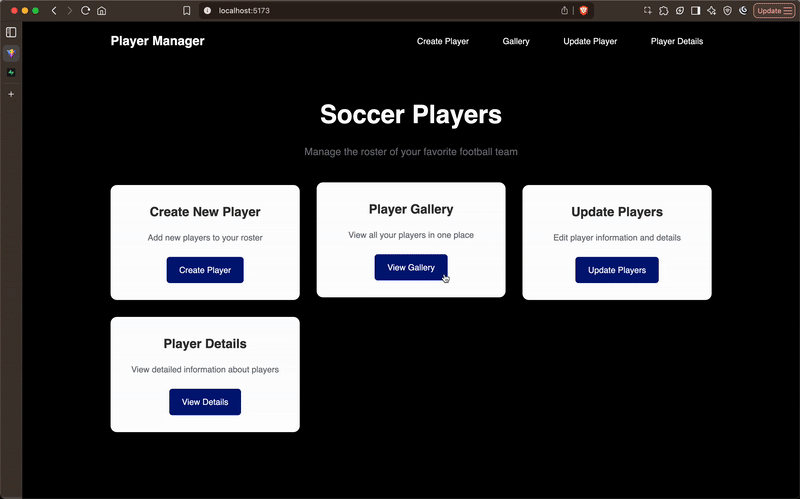 localhost:5173
Update
Player Manager
Create Player
Gallery
Update Player
Player Details
Soccer Players
Manage the roster of your favorite football team
Create New Player
Add new players to your roster
Create Player
Player Gallery
View all your players in one place
View Gallery
Update Players
Edit player information and details
Update Players
Player Details
View detailed information about players
View Details